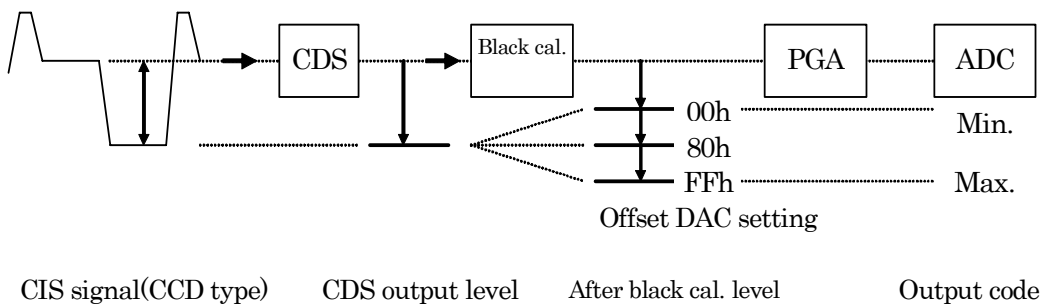 CDS
Black cal.
PGA
ADC
00h
Min.
80h
FFh
Max.
Offset DAC setting
CIS signal(CCD type)
CDS output level
After black cal. level
Output code